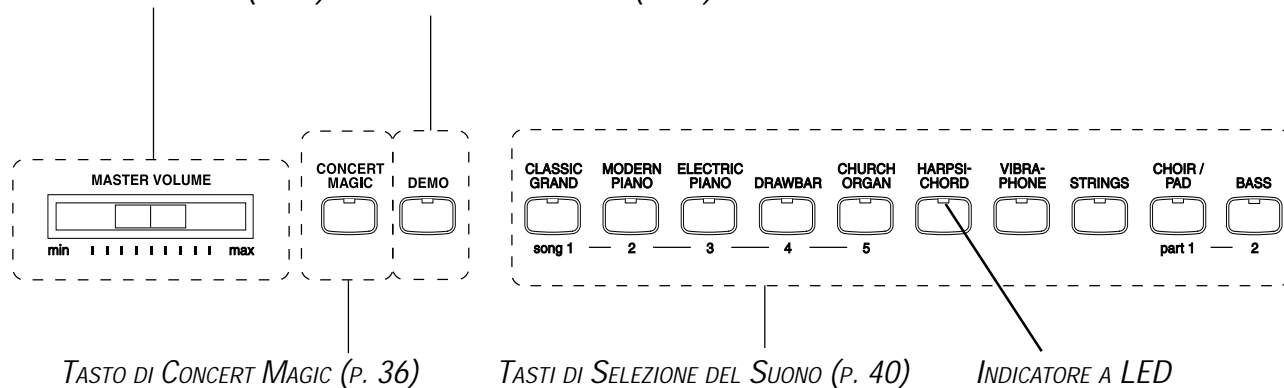 MASTER VOLUME
min
max
CONCERT
MAGIC
DEMO
CLASSIC
GRAND
MODERN
PIANO
ELECTRIC
PIANO
DRAWBAR
CHURCH
ORGAN
HARPSI-
CHORD
VIBRA-
PHONE
STRINGS
CHOIR /
PAD
BASS
song 1 — 2 — 3 — 4 — 5
part 1 — 2
TASTO DI CONCERT MAGIC (P. 36)
TASTI DI SELEZIONE DEL SUONO (P. 40)
INDICATORE A LED